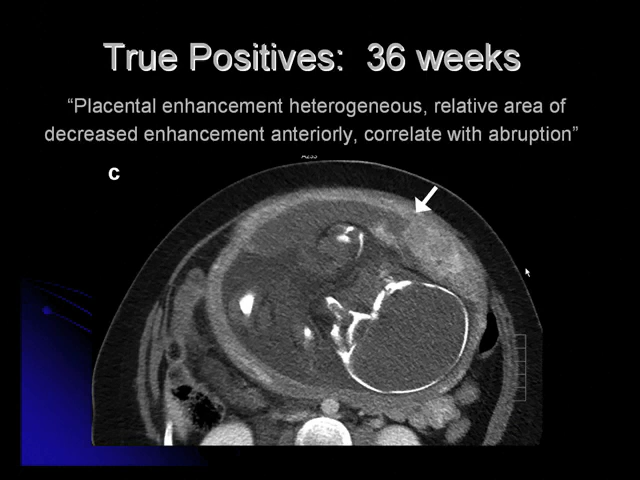 True Positives: 36 weeks
“Placental enhancement heterogeneous, relative area of
decreased enhancement anteriorly, correlate with abruption”
c